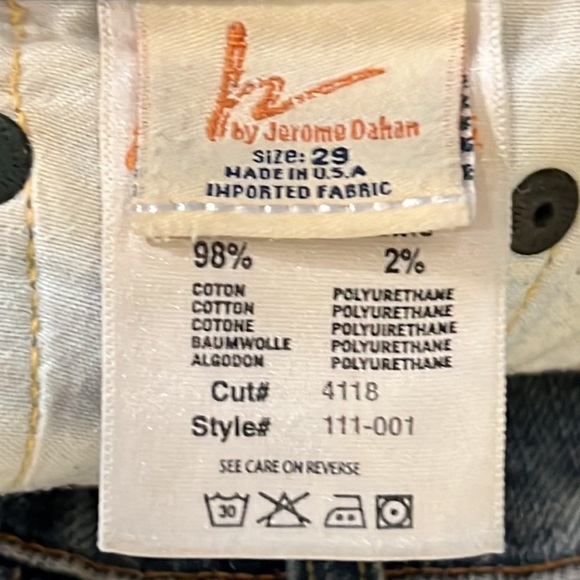 h
by Jerome Dahan
Size: 29
MADE IN U.S.A
IMPORTED FABRIC
98% 2%
COTON POLYURETHANE
COTTON POLYURETHANE
COTONE POLYUIRETHANE
BAUMWOLLE POLYURETHANE
ALGODON POLYURETHANE
Cut# 4118
Style# 111-001
SEE CARE ON REVERSE
30